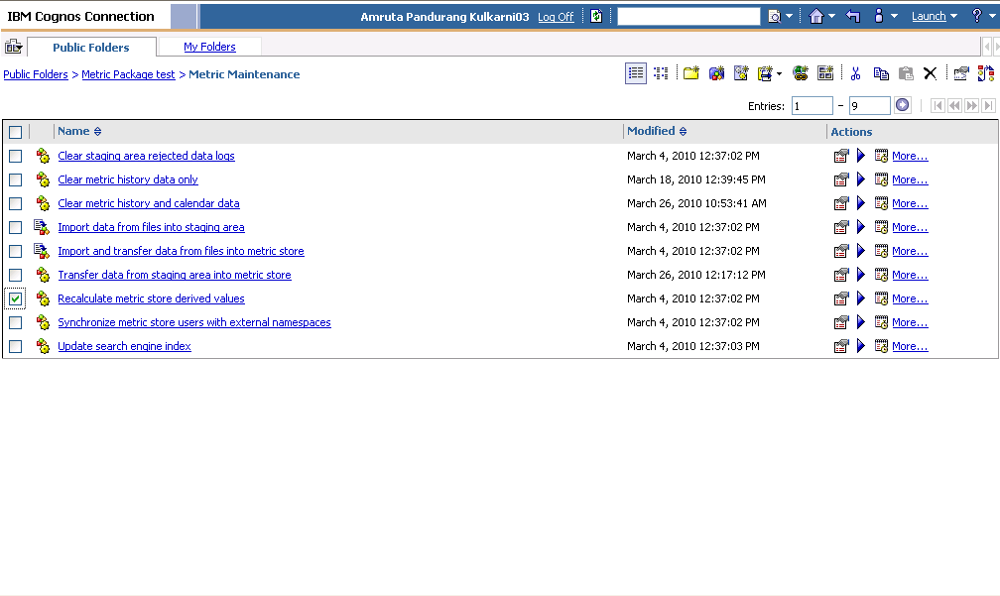 IBM Cognos Connection Amruta Pandurang Kulkarni03 Log Off Launch ?
Public Folders My Folders
Public Folders > Metric Package test > Metric Maintenance
Entries: 1 - 9
Name Modified Actions
Clear staging area rejected data logs March 4, 2010 12:37:02 PM More...
Clear metric history data only March 18, 2010 12:39:45 PM More...
Clear metric history and calendar data March 26, 2010 10:53:41 AM More...
Import data from files into staging area March 4, 2010 12:37:02 PM More...
Import and transfer data from files into metric store March 4, 2010 12:37:02 PM More...
Transfer data from staging area into metric store March 26, 2010 12:17:12 PM More...
Recalculate metric store derived values March 4, 2010 12:37:02 PM More...
Synchronize metric store users with external namespaces March 4, 2010 12:37:02 PM More...
Update search engine index March 4, 2010 12:37:03 PM More...